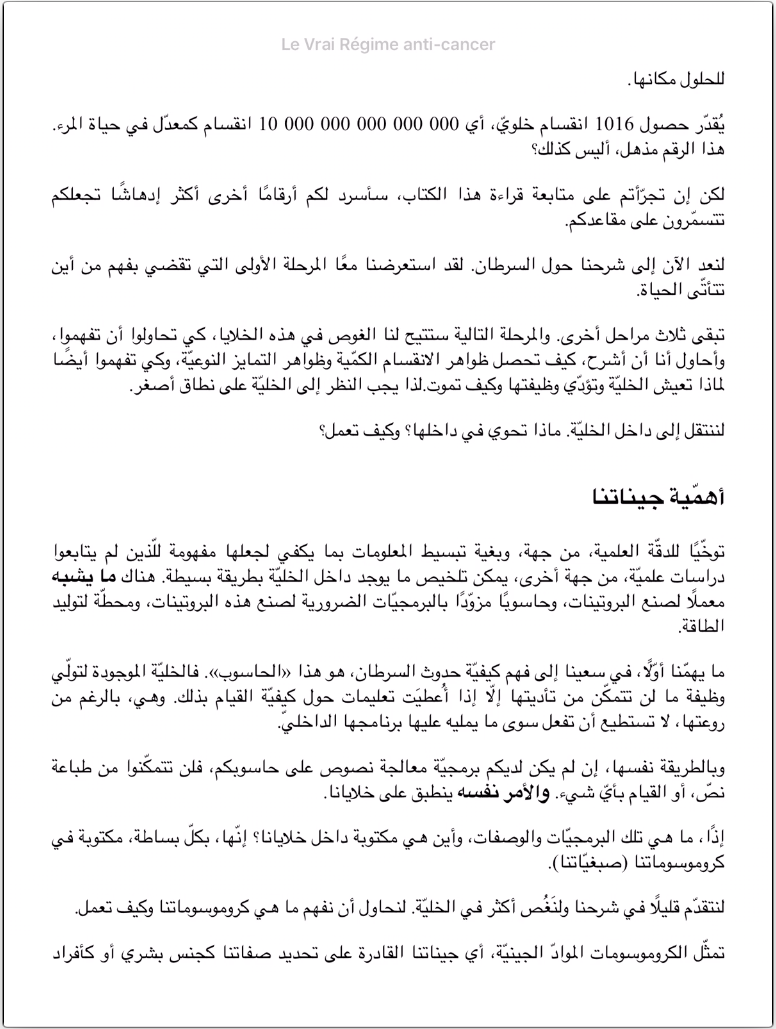 Le Vrai Régime anti-cancer
للحلول مكانها.
يُقدّر حصول 1016 انقسام خلويّ، أي 000 000 000 000 000 10 انقسام كمعدّل في حياة المرء.
هذا الرقم مذهل، أليس كذلك؟
لكن إن تجرّأتم على متابعة قراءة هذا الكتاب، سأسرد لكم أرقامًا أخرى أكثر إدهاشًا تجعلكم
تتسمّرون على مقاعدكم.
لنعد الآن إلى شرحنا حول السرطان. لقد استعرضنا معًا المرحلة الأولى التي تقضي بفهم من أين
تتأتّى الحياة.
تبقى ثلاث مراحل أخرى. والمرحلة التالية ستتيح لنا الغوص في هذه الخلايا، كي تحاولوا أن تفهموا،
وأحاول أنا أن أشرح، كيف تحصل ظواهر الانقسام الكمّية وظواهر التمايز النوعيّة، وكي تفهموا أيضًا
لماذا تعيش الخليّة وتؤدّي وظيفتها وكيف تموت.لذا يجب النظر إلى الخليّة على نطاق أصغر.
لننتقل إلى داخل الخليّة. ماذا تحوي في داخلها؟ وكيف تعمل؟
أهمّية جيناتنا
توخّيًا للدقّة العلمية، من جهة، وبغية تبسيط المعلومات بما يكفي لجعلها مفهومة للّذين لم يتابعوا
دراسات علميّة، من جهة أخرى، يمكن تلخيص ما يوجد داخل الخليّة بطريقة بسيطة. هناك ما يشبه
معملًا لصنع البروتينات، وحاسوبًا مزوّدًا بالبرمجيّات الضرورية لصنع هذه البروتينات، ومحطّة لتوليد
الطاقة.
ما يهمّنا أوّلًا، في سعينا إلى فهم كيفيّة حدوث السرطان، هو هذا «الحاسوب». فالخليّة الموجودة لتولّي
وظيفة ما لن تتمكّن من تأديتها إلّا إذا أُعطيَت تعليمات حول كيفيّة القيام بذلك. وهي، بالرغم من
روعتها، لا تستطيع أن تفعل سوى ما يمليه عليها برنامجها الداخليّ.
وبالطريقة نفسها، إن لم يكن لديكم برمجيّة معالجة نصوص على حاسوبكم، فلن تتمكّنوا من طباعة
نصّ، أو القيام بأيّ شيء. والأمر نفسه ينطبق على خلايانا.
إذًا، ما هي تلك البرمجيّات والوصفات، وأين هي مكتوبة داخل خلايانا؟ إنّها، بكلّ بساطة، مكتوبة في
كروموسوماتنا (صبغيّاتنا).
لنتقدّم قليلًا في شرحنا ولنَغُص أكثر في الخليّة. لنحاول أن نفهم ما هي كروموسوماتنا وكيف تعمل.
تمثّل الكروموسومات الموادّ الجينيّة، أي جيناتنا القادرة على تحديد صفاتنا كجنس بشري أو كأفراد